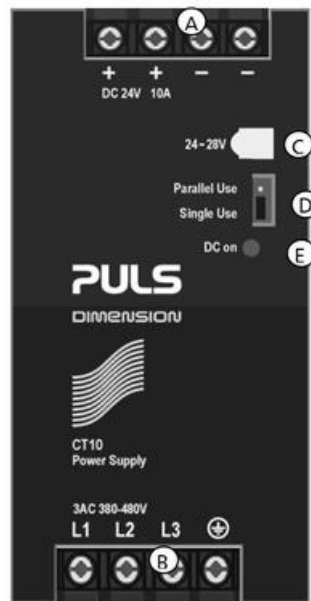 A
+ + − −
DC 24V 10A
24–28V
C
Parallel Use
D
Single Use
DC on
E
PULS
DIMENSION
CT10
Power Supply
3AC 380-480V
L1 L2 L3
B